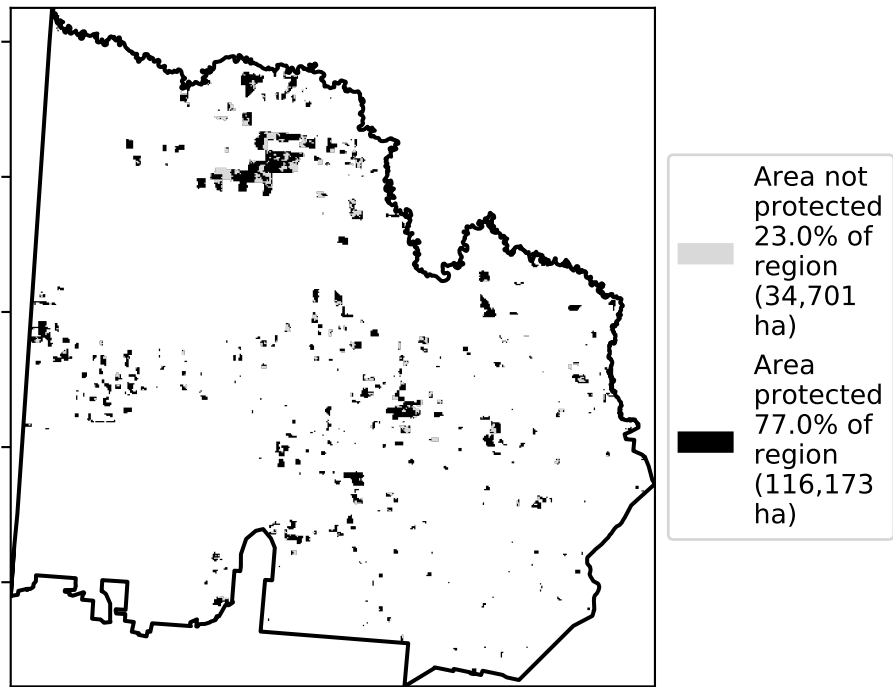 Area not
protected
23.0% of
region
(34,701
ha)
Area
protected
77.0% of
region
(116,173
ha)